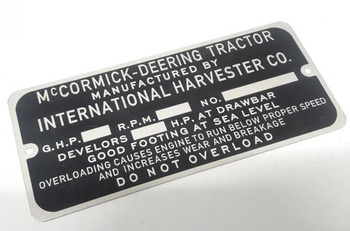 McCORMICK-DEERING TRACTOR
MANUFACTURED BY
INTERNATIONAL HARVESTER CO.
G.H.P. R.P.M. NO.
DEVELORS H.P. AT DRAWBAR
GOOD FOOTING AT SEA LEVEL
OVERLOADING CAUSES ENGINE TO RUN BELOW PROPER SPEED
AND INCREASES WEAR AND BREAKAGE
DO NOT OVERLOAD